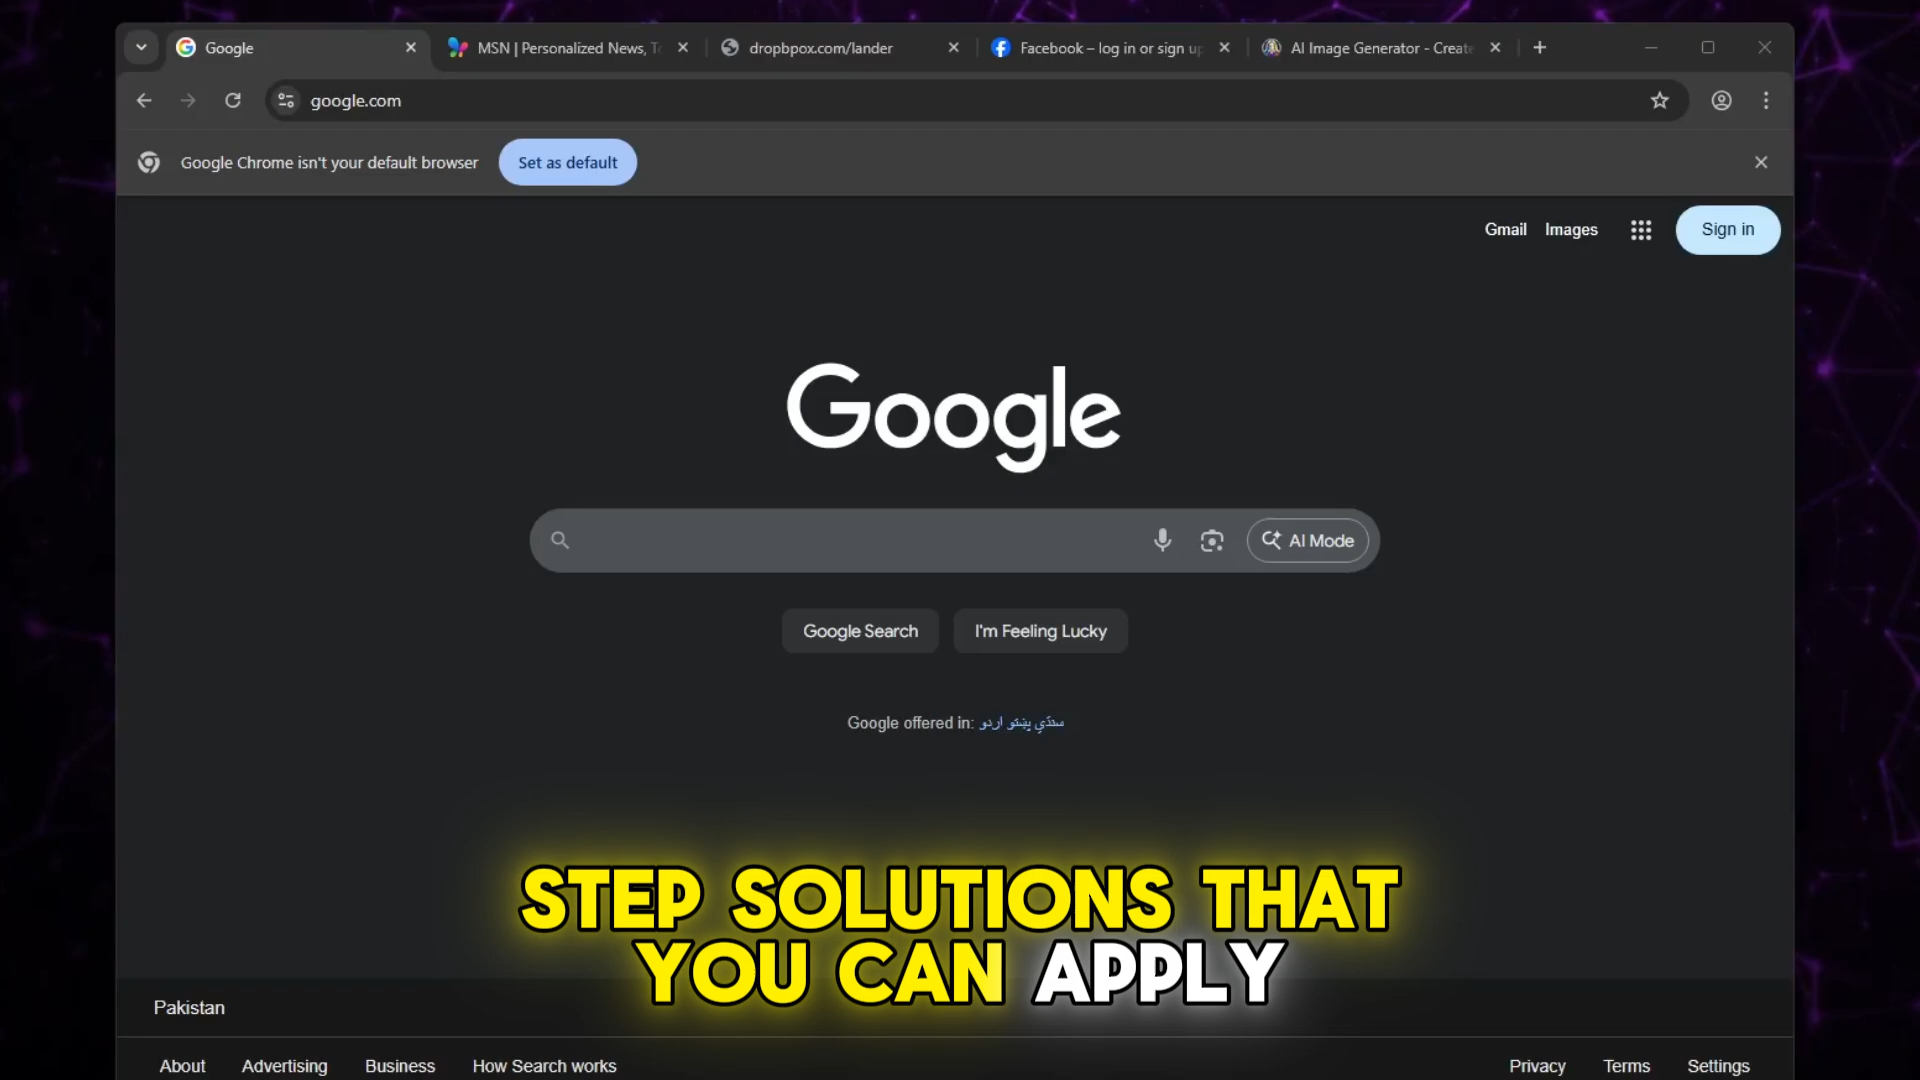 Google
MSN | Personalized News, To
dropbpox.com/lander
Facebook – log in or sign up
AI Image Generator - Create
google.com
Google Chrome isn't your default browser
Set as default
Gmail
Images
Sign in
Google
AI Mode
Google Search
I'm Feeling Lucky
Google offered in: اردو پښتو سنڌي
STEP SOLUTIONS THAT
YOU CAN APPLY
Pakistan
About
Advertising
Business
How Search works
Privacy
Terms
Settings